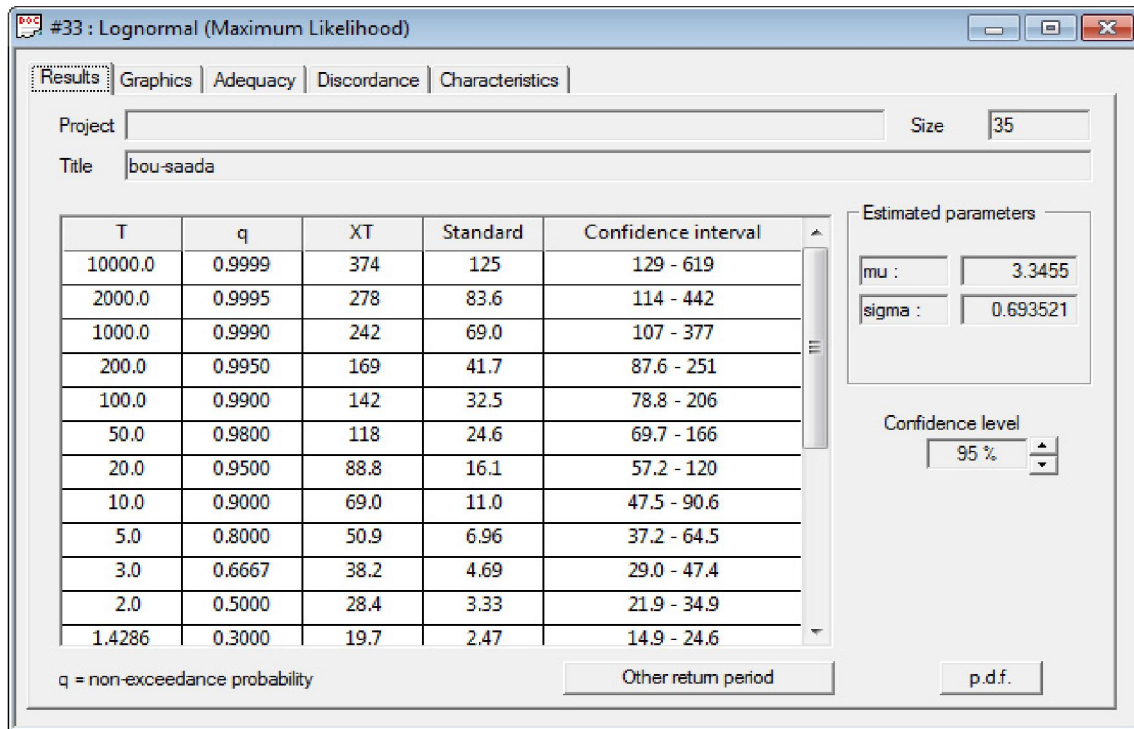 #33 : Lognormal (Maximum Likelihood)
Results Graphics Adequacy Discordance Characteristics
Project Size 35
Title bou-saada
T q XT Standard Confidence interval
10000.0 0.9999 374 125 129 - 619
2000.0 0.9995 278 83.6 114 - 442
1000.0 0.9990 242 69.0 107 - 377
200.0 0.9950 169 41.7 87.6 - 251
100.0 0.9900 142 32.5 78.8 - 206
50.0 0.9800 118 24.6 69.7 - 166
20.0 0.9500 88.8 16.1 57.2 - 120
10.0 0.9000 69.0 11.0 47.5 - 90.6
5.0 0.8000 50.9 6.96 37.2 - 64.5
3.0 0.6667 38.2 4.69 29.0 - 47.4
2.0 0.5000 28.4 3.33 21.9 - 34.9
1.4286 0.3000 19.7 2.47 14.9 - 24.6
Estimated parameters
mu : 3.3455
sigma : 0.693521
Confidence level
95 %
q = non-exceedance probability
Other return period
p.d.f.